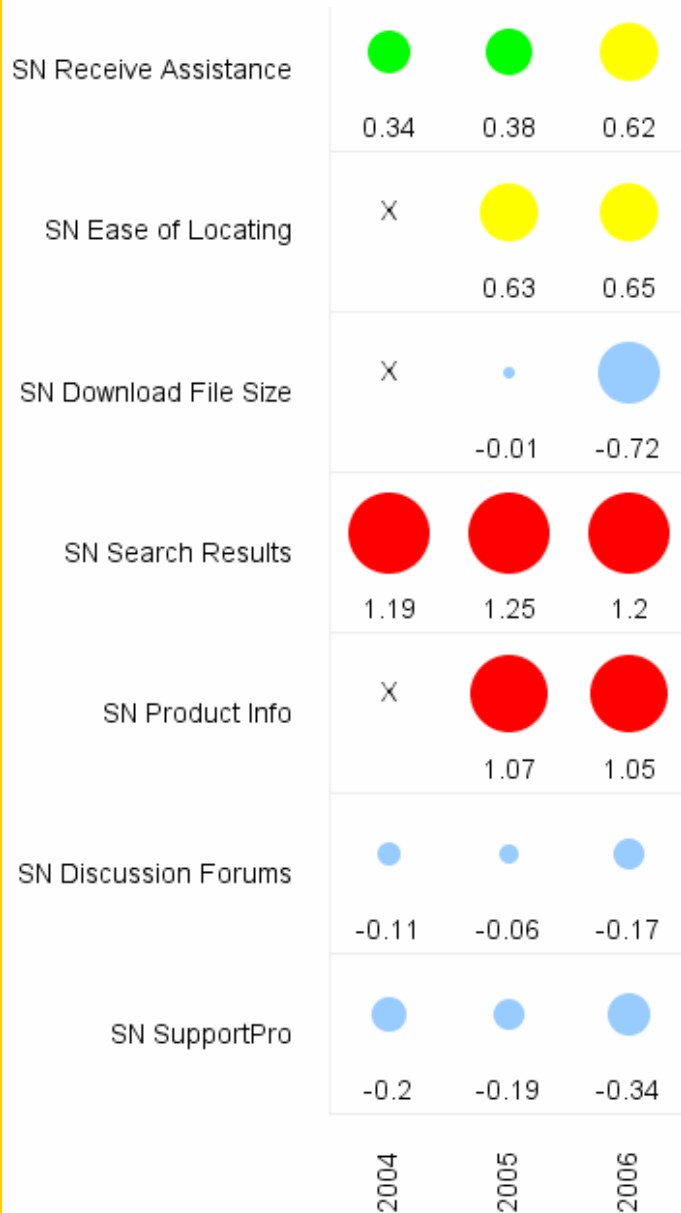 SN Receive Assistance
0.34 0.38 0.62
SN Ease of Locating
X
0.63 0.65
SN Download File Size
X
-0.01 -0.72
SN Search Results
1.19 1.25 1.2
SN Product Info
X
1.07 1.05
SN Discussion Forums
-0.11 -0.06 -0.17
SN SupportPro
-0.2 -0.19 -0.34
2004 2005 2006